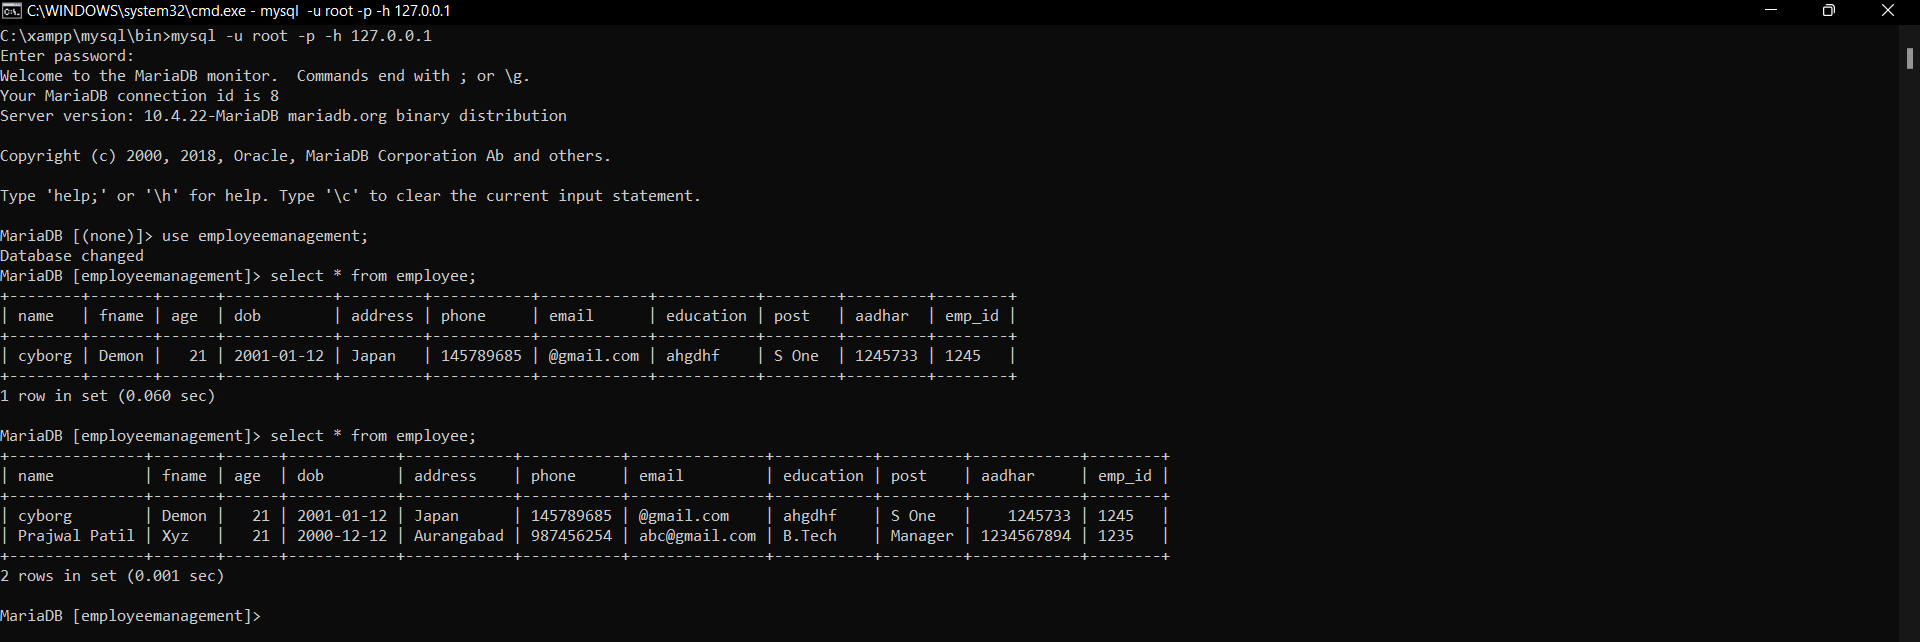 C:\WINDOWS\system32\cmd.exe - mysql  -u root -p -h 127.0.0.1
C:\xampp\mysql\bin>mysql -u root -p -h 127.0.0.1
Enter password:
Welcome to the MariaDB monitor.  Commands end with ; or \g.
Your MariaDB connection id is 8
Server version: 10.4.22-MariaDB mariadb.org binary distribution

Copyright (c) 2000, 2018, Oracle, MariaDB Corporation Ab and others.

Type 'help;' or '\h' for help. Type '\c' to clear the current input statement.

MariaDB [(none)]> use employeemanagement;
Database changed
MariaDB [employeemanagement]> select * from employee;
+--------+-------+------+------------+---------+-----------+------------+-----------+--------+---------+--------+
| name   | fname | age  | dob        | address | phone     | email      | education | post   | aadhar  | emp_id |
+--------+-------+------+------------+---------+-----------+------------+-----------+--------+---------+--------+
| cyborg | Demon |   21 | 2001-01-12 | Japan   | 145789685 | @gmail.com | ahgdhf    | S One  | 1245733 | 1245   |
+--------+-------+------+------------+---------+-----------+------------+-----------+--------+---------+--------+
1 row in set (0.060 sec)

MariaDB [employeemanagement]> select * from employee;
+---------------+-------+------+------------+------------+-----------+---------------+-----------+---------+------------+--------+
| name          | fname | age  | dob        | address    | phone     | email         | education | post    | aadhar     | emp_id |
+---------------+-------+------+------------+------------+-----------+---------------+-----------+---------+------------+--------+
| cyborg        | Demon |   21 | 2001-01-12 | Japan      | 145789685 | @gmail.com    | ahgdhf    | S One   |    1245733 | 1245   |
| Prajwal Patil | Xyz   |   21 | 2000-12-12 | Aurangabad | 987456254 | abc@gmail.com | B.Tech    | Manager | 1234567894 | 1235   |
+---------------+-------+------+------------+------------+-----------+---------------+-----------+---------+------------+--------+
2 rows in set (0.001 sec)

MariaDB [employeemanagement]>